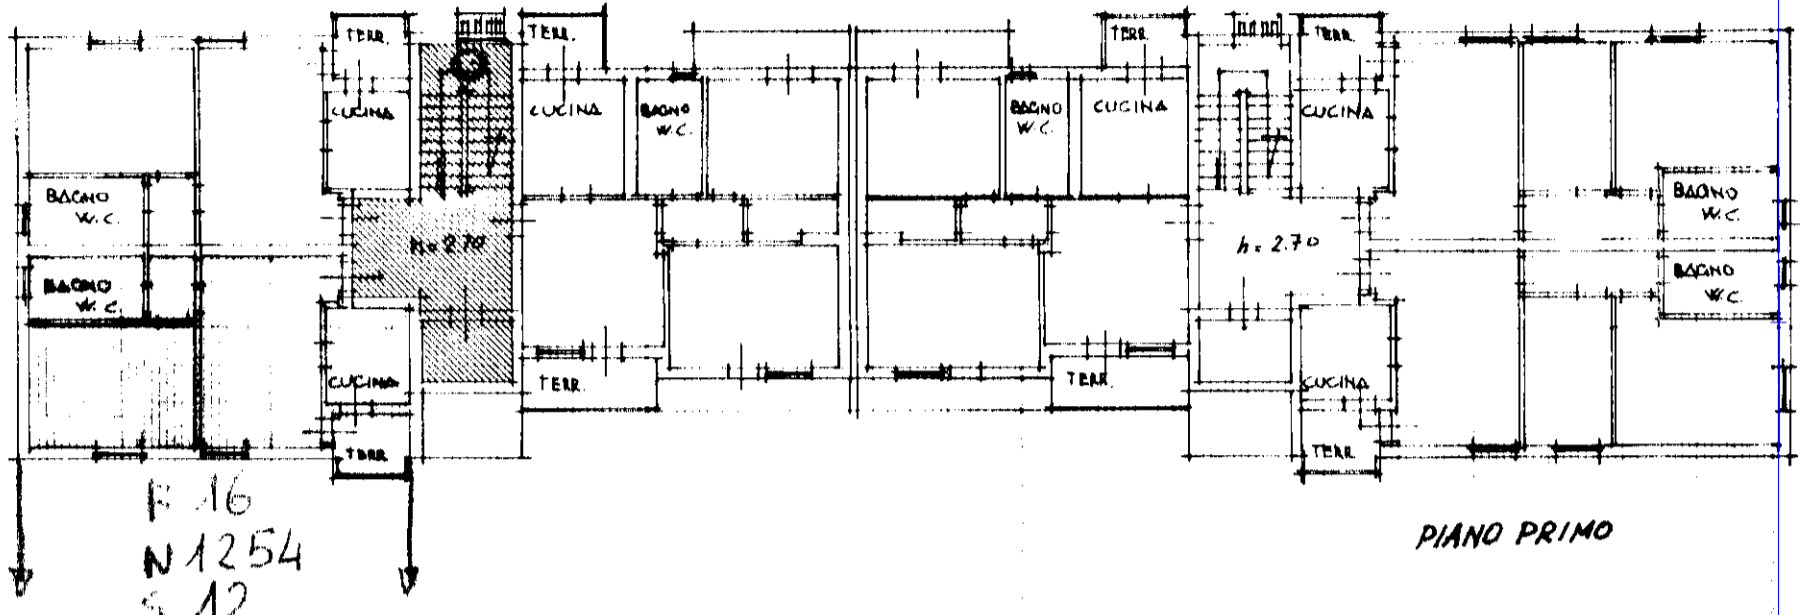 TERR.
TERR.
TERR.
TERR.
CUCINA
CUCINA
BAGNO
W.C.
BAGNO
W.C.
CUCINA
CUCINA
BAGNO
W.C.
h = 2.70
h = 2.70
BAGNO
W.C.
BAGNO
W.C.
BAGNO
W.C.
CUCINA
TERR.
TERR.
CUCINA
TERR.
TERR.
F 16
N 1254
S 12
PIANO PRIMO